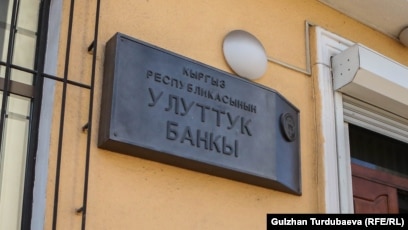 КЫРГЫЗ
РЕСПУБЛИКАСЫНЫН
УЛУТТУК
БАНКЫ
Gulzhan Turdubaeva (RFE/RL)